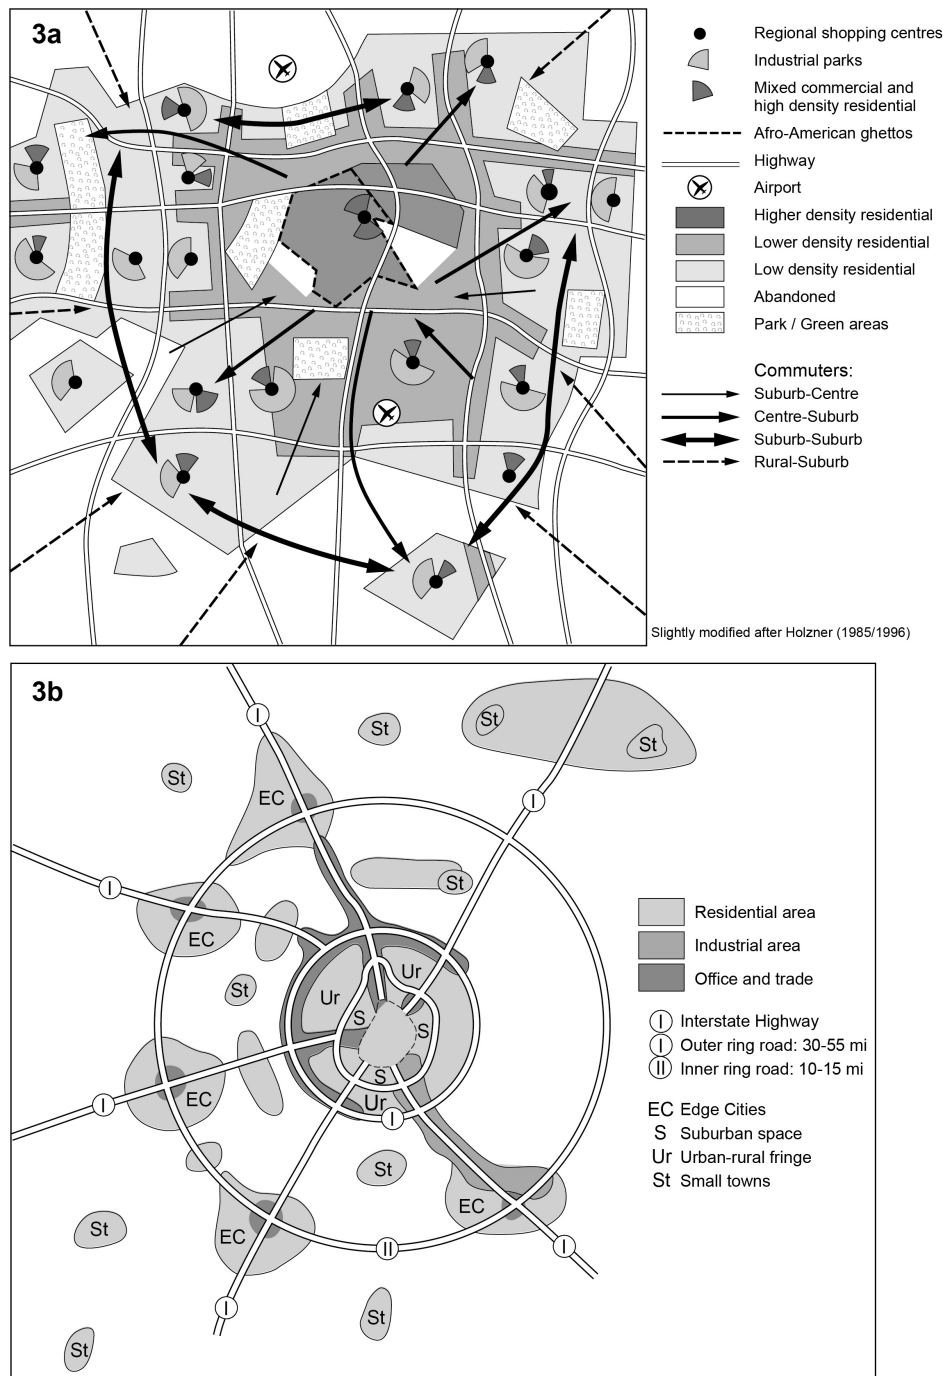 3a
Regional shopping centres
Industrial parks
Mixed commercial and
high density residential
Afro-American ghettos
Highway
Airport
Higher density residential
Lower density residential
Low density residential
Abandoned
Park / Green areas
Commuters:
Suburb-Centre
Centre-Suburb
Suburb-Suburb
Rural-Suburb
Slightly modified after Holzner (1985/1996)
3b
I
St
St
St
St
EC
I
I
St
EC
Ur
Ur
St
S
S
S
Ur
I
EC
I
St
EC
EC
St
II
I
I
St
St
Residential area
Industrial area
Office and trade
I Interstate Highway
I Outer ring road: 30-55 mi
II Inner ring road: 10-15 mi
EC Edge Cities
S Suburban space
Ur Urban-rural fringe
St Small towns